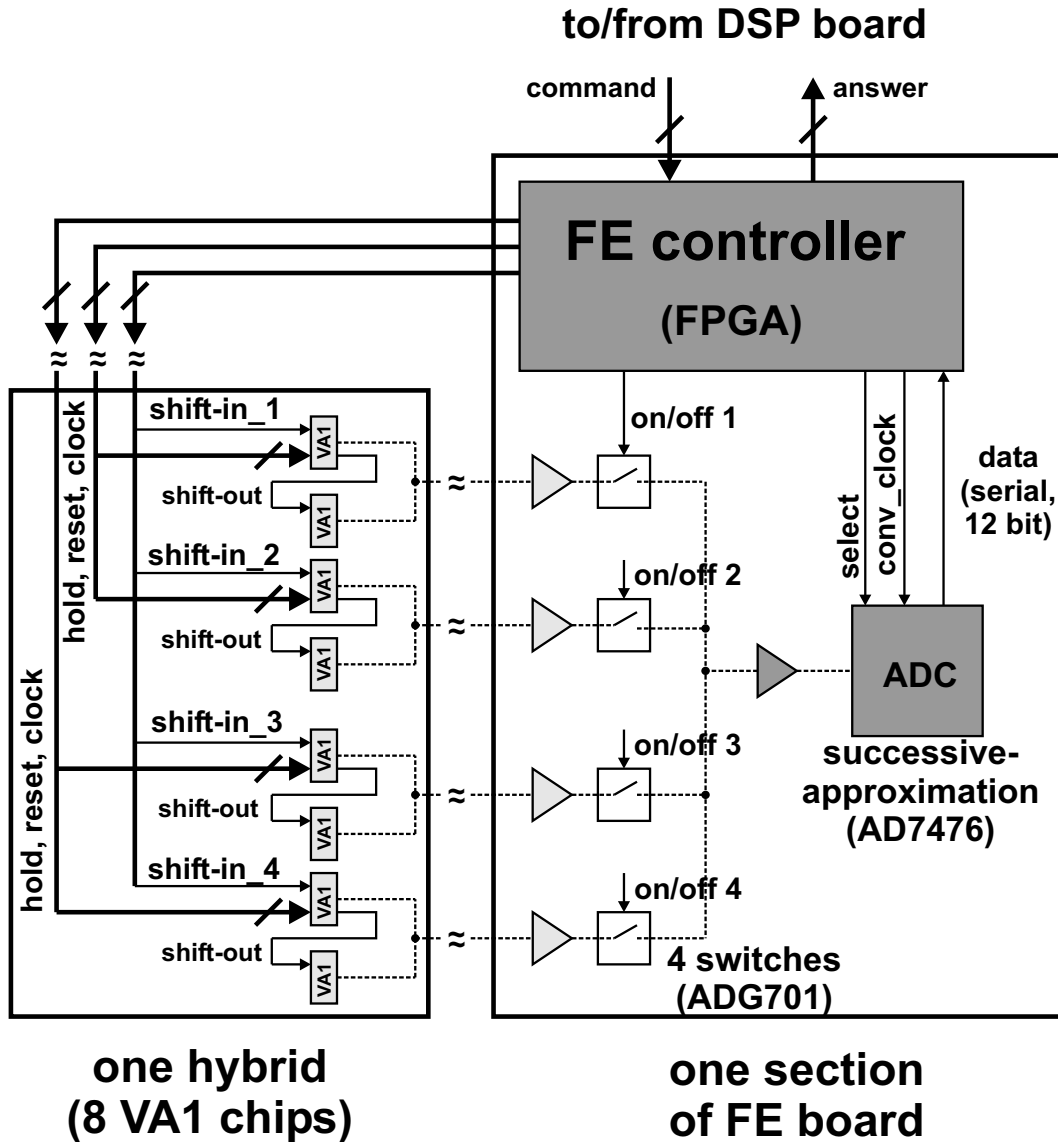 to/from DSP board
command
answer
FE controller
(FPGA)
≈ ≈ ≈
hold, reset, clock
hold, reset, clock
shift-in_1
VA1
shift-out
VA1
≈
on/off 1
select
conv_clock
data
(serial,
12 bit)
shift-in_2
VA1
shift-out
VA1
≈
on/off 2
ADC
successive-
approximation
(AD7476)
shift-in_3
VA1
shift-out
VA1
≈
on/off 3
shift-in_4
VA1
shift-out
VA1
≈
on/off 4
4 switches
(ADG701)
one hybrid
(8 VA1 chips)
one section
of FE board